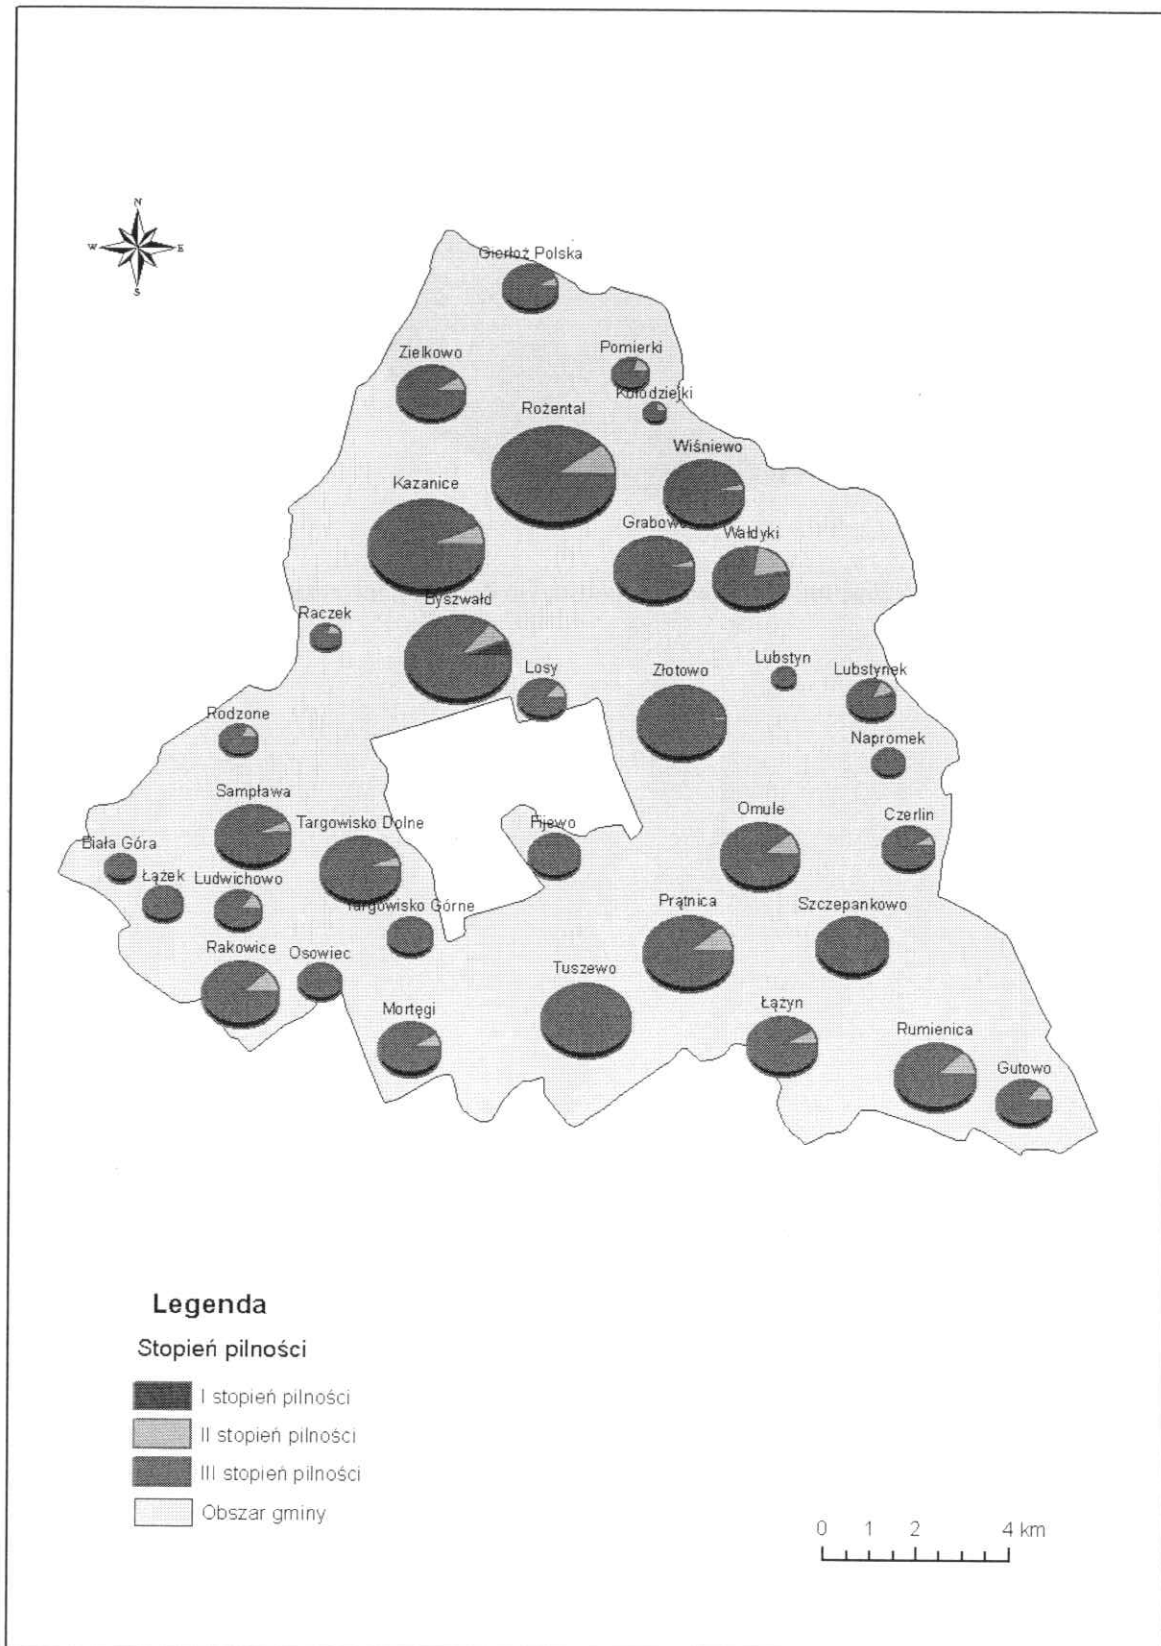 N
W E
S
Gierłoż Polska
Zielkowo
Pomierki
Kołodziejki
Rożental
Wiśniewo
Kazanice
Grabowo
Wałdyki
Byszwałd
Raczek
Losy
Złotowo
Lubstyn
Lubstynek
Rodzone
Napromek
Sampława
Targowisko Dolne
Fijewo
Omule
Czerlin
Biała Góra
Łążek
Ludwichowo
Targowisko Górne
Prątnica
Szczepankowo
Rakowice
Osowiec
Tuszewo
Mortęgi
Łążyn
Rumienica
Gutowo
Legenda
Stopień pilności
I stopień pilności
II stopień pilności
III stopień pilności
Obszar gminy
0 1 2 4 km